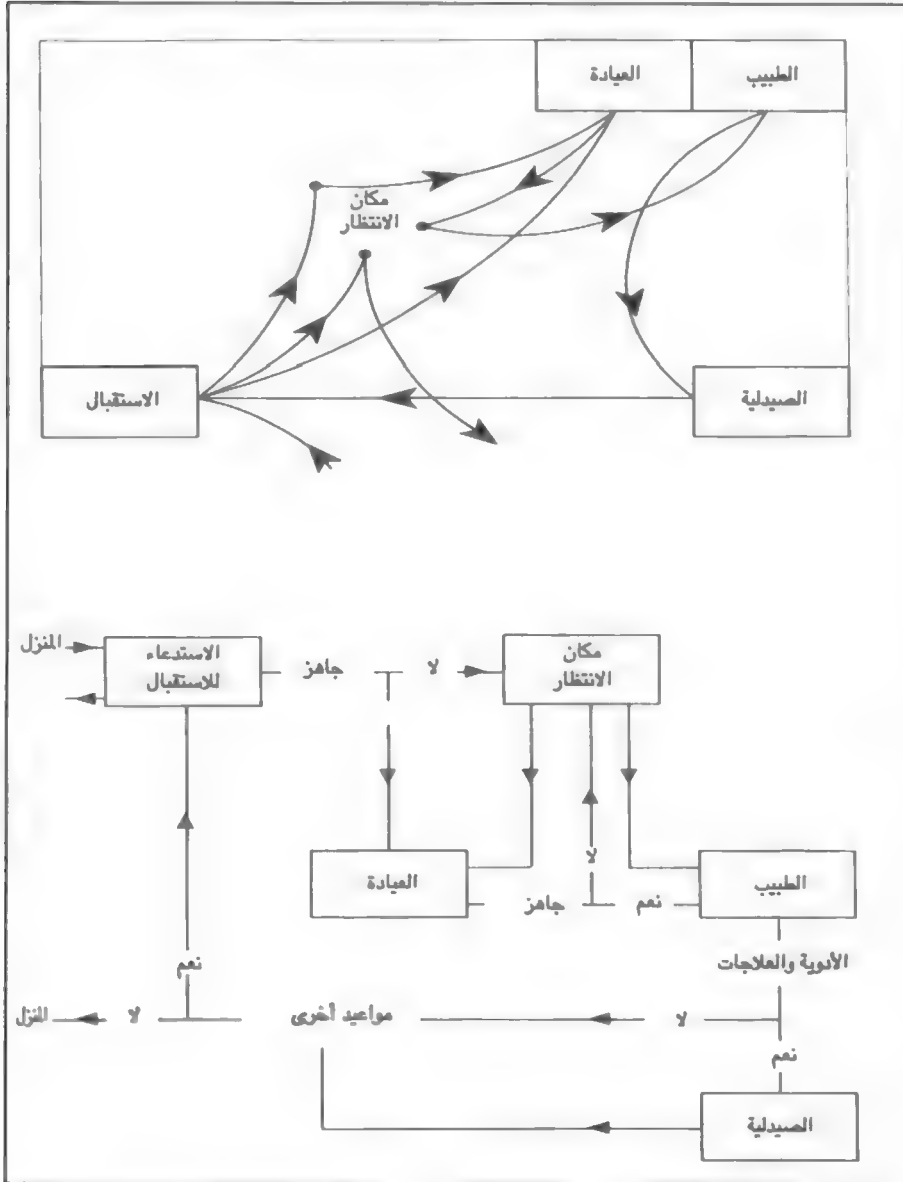 الطبيب
العيادة
مكان
الانتظار
الصيدلية
الاستقبال
المنزل
الاستدعاء
للاستقبال
جاهز
لا
مكان
الانتظار
لا
العيادة
الطبيب
جاهز
نعم
الأدوية والعلاجات
نعم
المنزل
لا
مواعيد أخرى
لا
نعم
الصيدلية